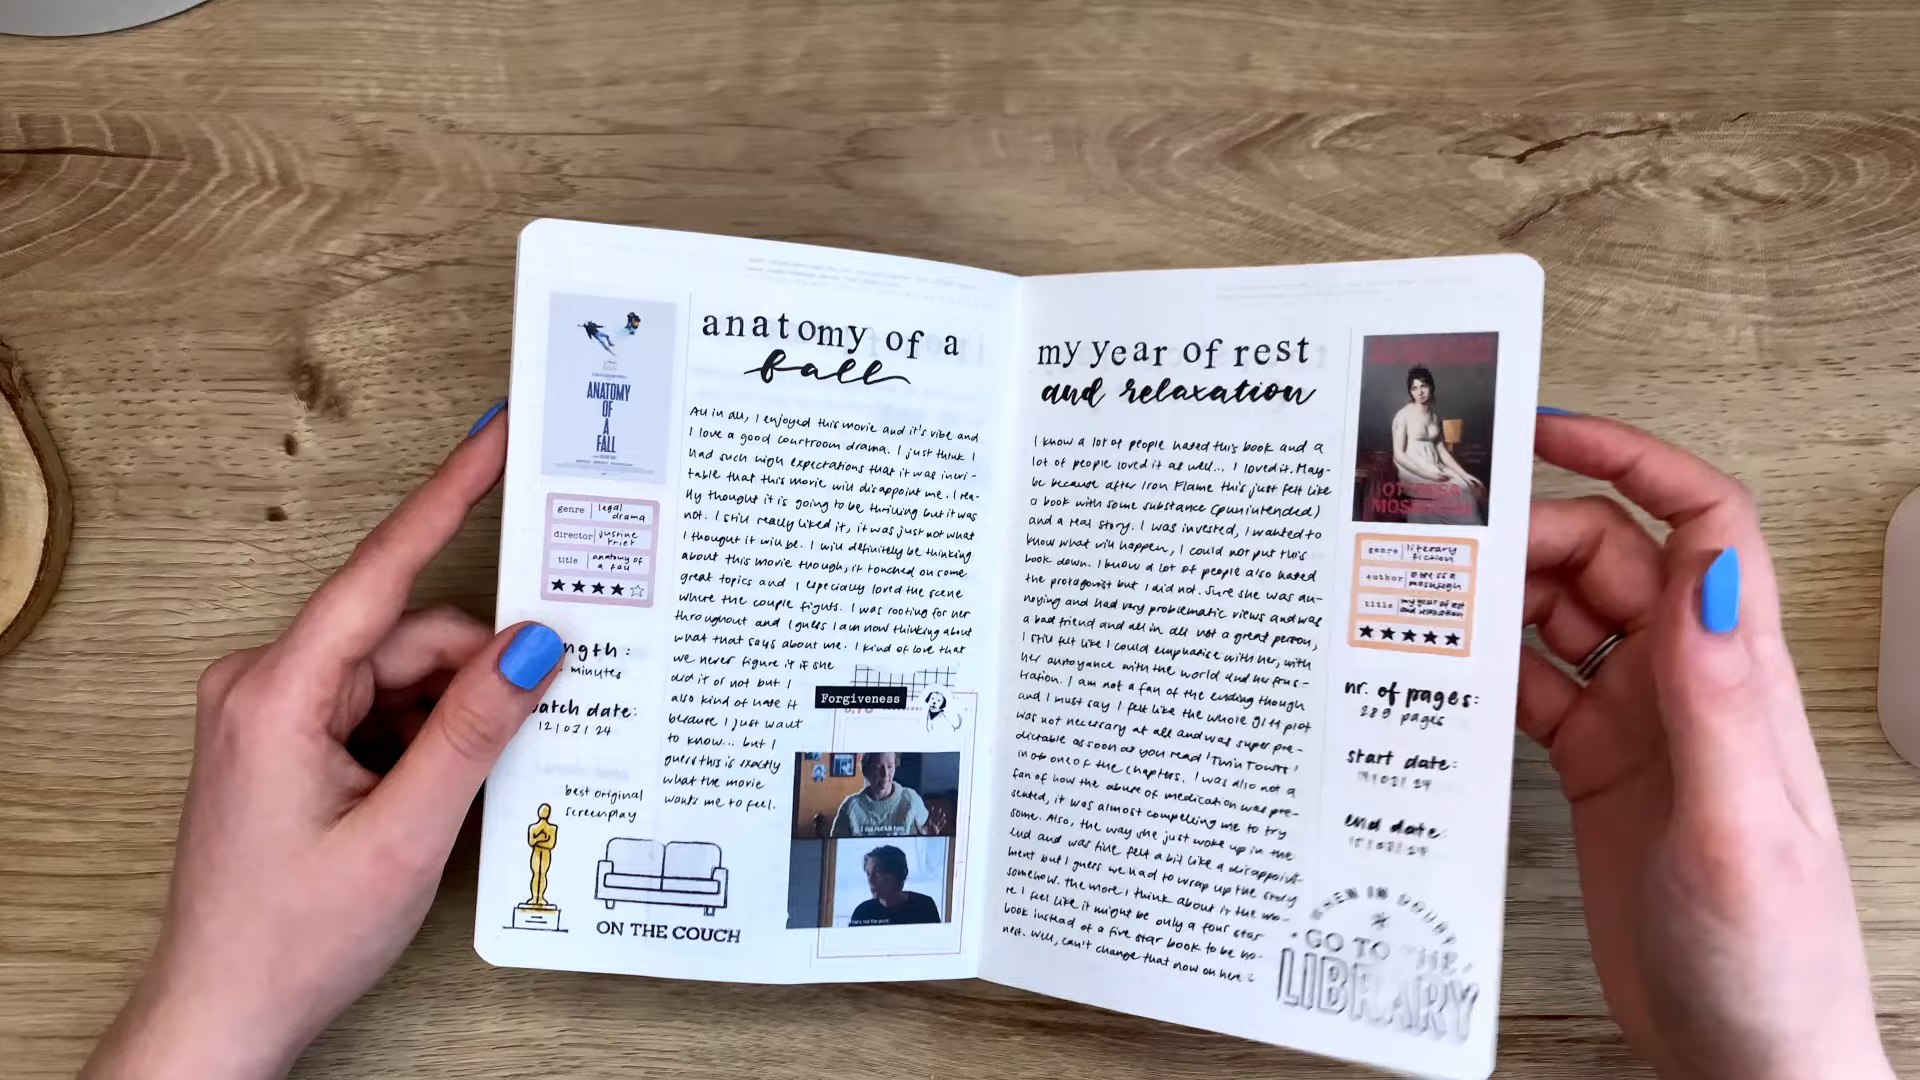 ANATOMY
OF
A
FALL
genre legal
drama
director justine
triet
title anatomy of
a fall
ngth:
minutes
watch date:
12/02/24
best original
screenplay
ON THE COUCH
anatomy of a
fall
All in all, I enjoyed this movie and it's vibe and
I love a good courtroom drama. I just think I
had such high expectations that it was inevi-
table that this movie will disappoint me. I rea-
lly thought it is going to be thrilling but it was
not. I still really liked it, it was just not what
I thought it will be. I will definitely be thinking
about this movie though, it touched on some
great topics and I especially loved the scene
where the couple fights. I was rooting for her
throughout and I guess I am now thinking about
what that says about me. I kind of love that
we never figure it if she
did it or not but I
also kind of hate it
because I just want
to know... but I
guess this is exactly
what the movie
wants me to feel.
Forgiveness
I did not kill him.
That's not the point.
my year of rest
and relaxation
I know a lot of people hated this book and a
lot of people loved it as well... I loved it. May-
be because after Iron Flame this just felt like
a book with some substance (pun intended)
and a real story. I was invested, I wanted to
know what will happen, I could not put this
book down. I know a lot of people also hated
the protagonist but I did not. Sure she was an-
noying and had very problematic views and was
a bad friend and all in all not a great person,
I still felt like I could emphatise with her, with
her annoyance with the world and her frus-
tration. I am not a fan of the ending though
and I must say I felt like the whole 9/11 plot
was not necessary at all and was super pre-
dictable as soon as you read 'Twin Towers'
in one of the chapters. I was also not a
fan of how the abuse of medication was pre-
sented, it was almost compelling me to try
some. Also, the way she just woke up in the
end and was fine felt a bit like a disappoint-
ment but I guess we had to wrap up the story
somehow. The more I think about it the mo-
re I feel like it might be only a four star
book instead of a five star book to be ho-
nest. Well, can't change that now on here
OTTESSA
MOSHFEGH
genre literary
fiction
author ottessa
moshfegh
title my year of rest
and relaxation
nr. of pages:
289 pages
start date:
end date:
WHEN IN DOUBT
GO TO THE
LIBRARY